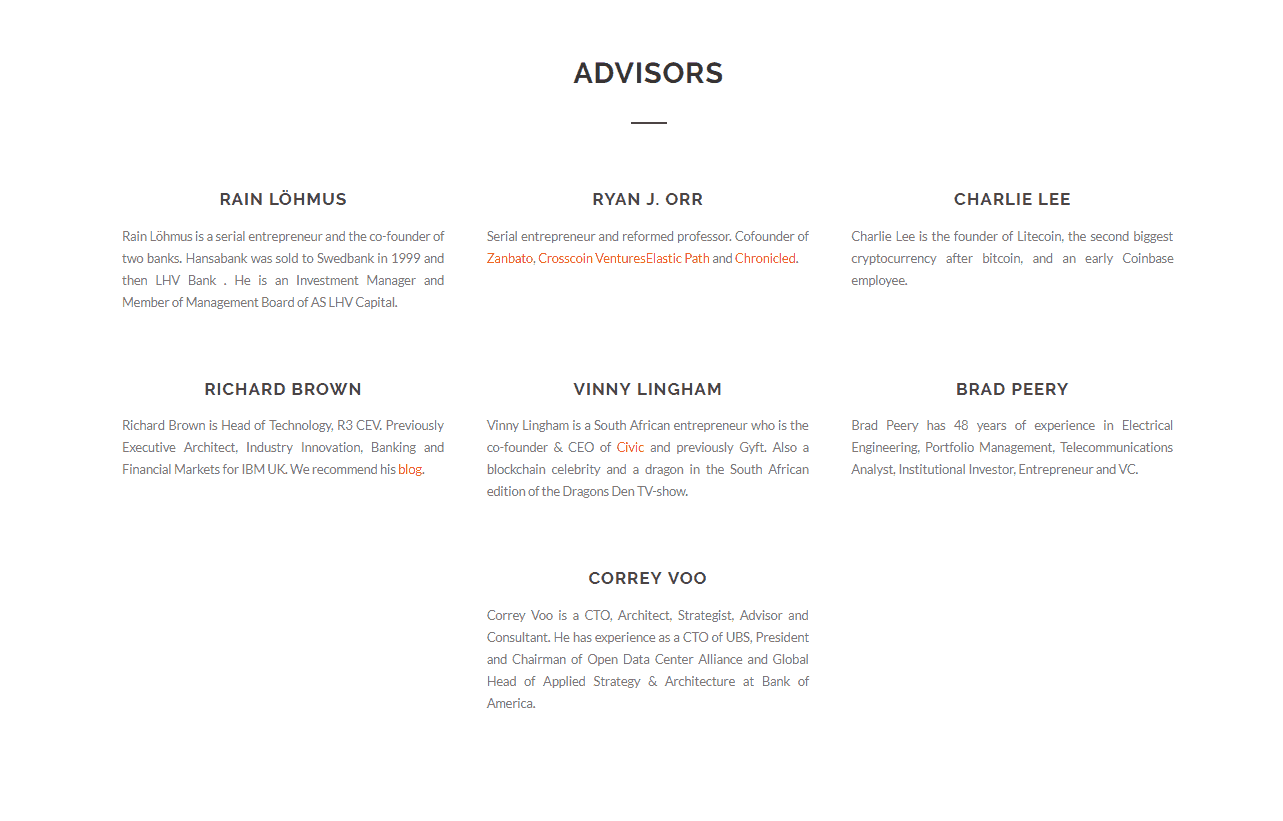 ADVISORS
RAIN LÖHMUS
Rain Löhmus is a serial entrepreneur and the co-founder of
two banks. Hansabank was sold to Swedbank in 1999 and
then LHV Bank . He is an Investment Manager and
Member of Management Board of AS LHV Capital.
RYAN J. ORR
Serial entrepreneur and reformed professor. Cofounder of
Zanbato, Crosscoin VenturesElastic Path and Chronicled.
CHARLIE LEE
Charlie Lee is the founder of Litecoin, the second biggest
cryptocurrency after bitcoin, and an early Coinbase
employee.
RICHARD BROWN
Richard Brown is Head of Technology, R3 CEV. Previously
Executive Architect, Industry Innovation, Banking and
Financial Markets for IBM UK. We recommend his blog.
VINNY LINGHAM
Vinny Lingham is a South African entrepreneur who is the
co-founder & CEO of Civic and previously Gyft. Also a
blockchain celebrity and a dragon in the South African
edition of the Dragons Den TV-show.
BRAD PEERY
Brad Peery has 48 years of experience in Electrical
Engineering, Portfolio Management, Telecommunications
Analyst, Institutional Investor, Entrepreneur and VC.
CORREY VOO
Correy Voo is a CTO, Architect, Strategist, Advisor and
Consultant. He has experience as a CTO of UBS, President
and Chairman of Open Data Center Alliance and Global
Head of Applied Strategy & Architecture at Bank of
America.